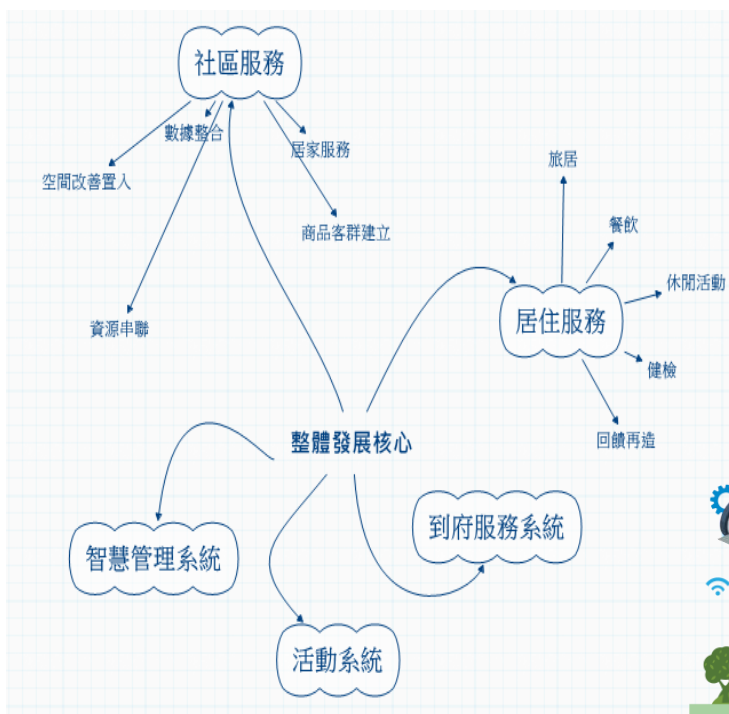 社區服務
數據整合
居家服務
空間改善置入
商品客群建立
資源串聯
旅居
餐飲
休閒活動
居住服務
健檢
回饋再造
整體發展核心
到府服務系統
智慧管理系統
活動系統